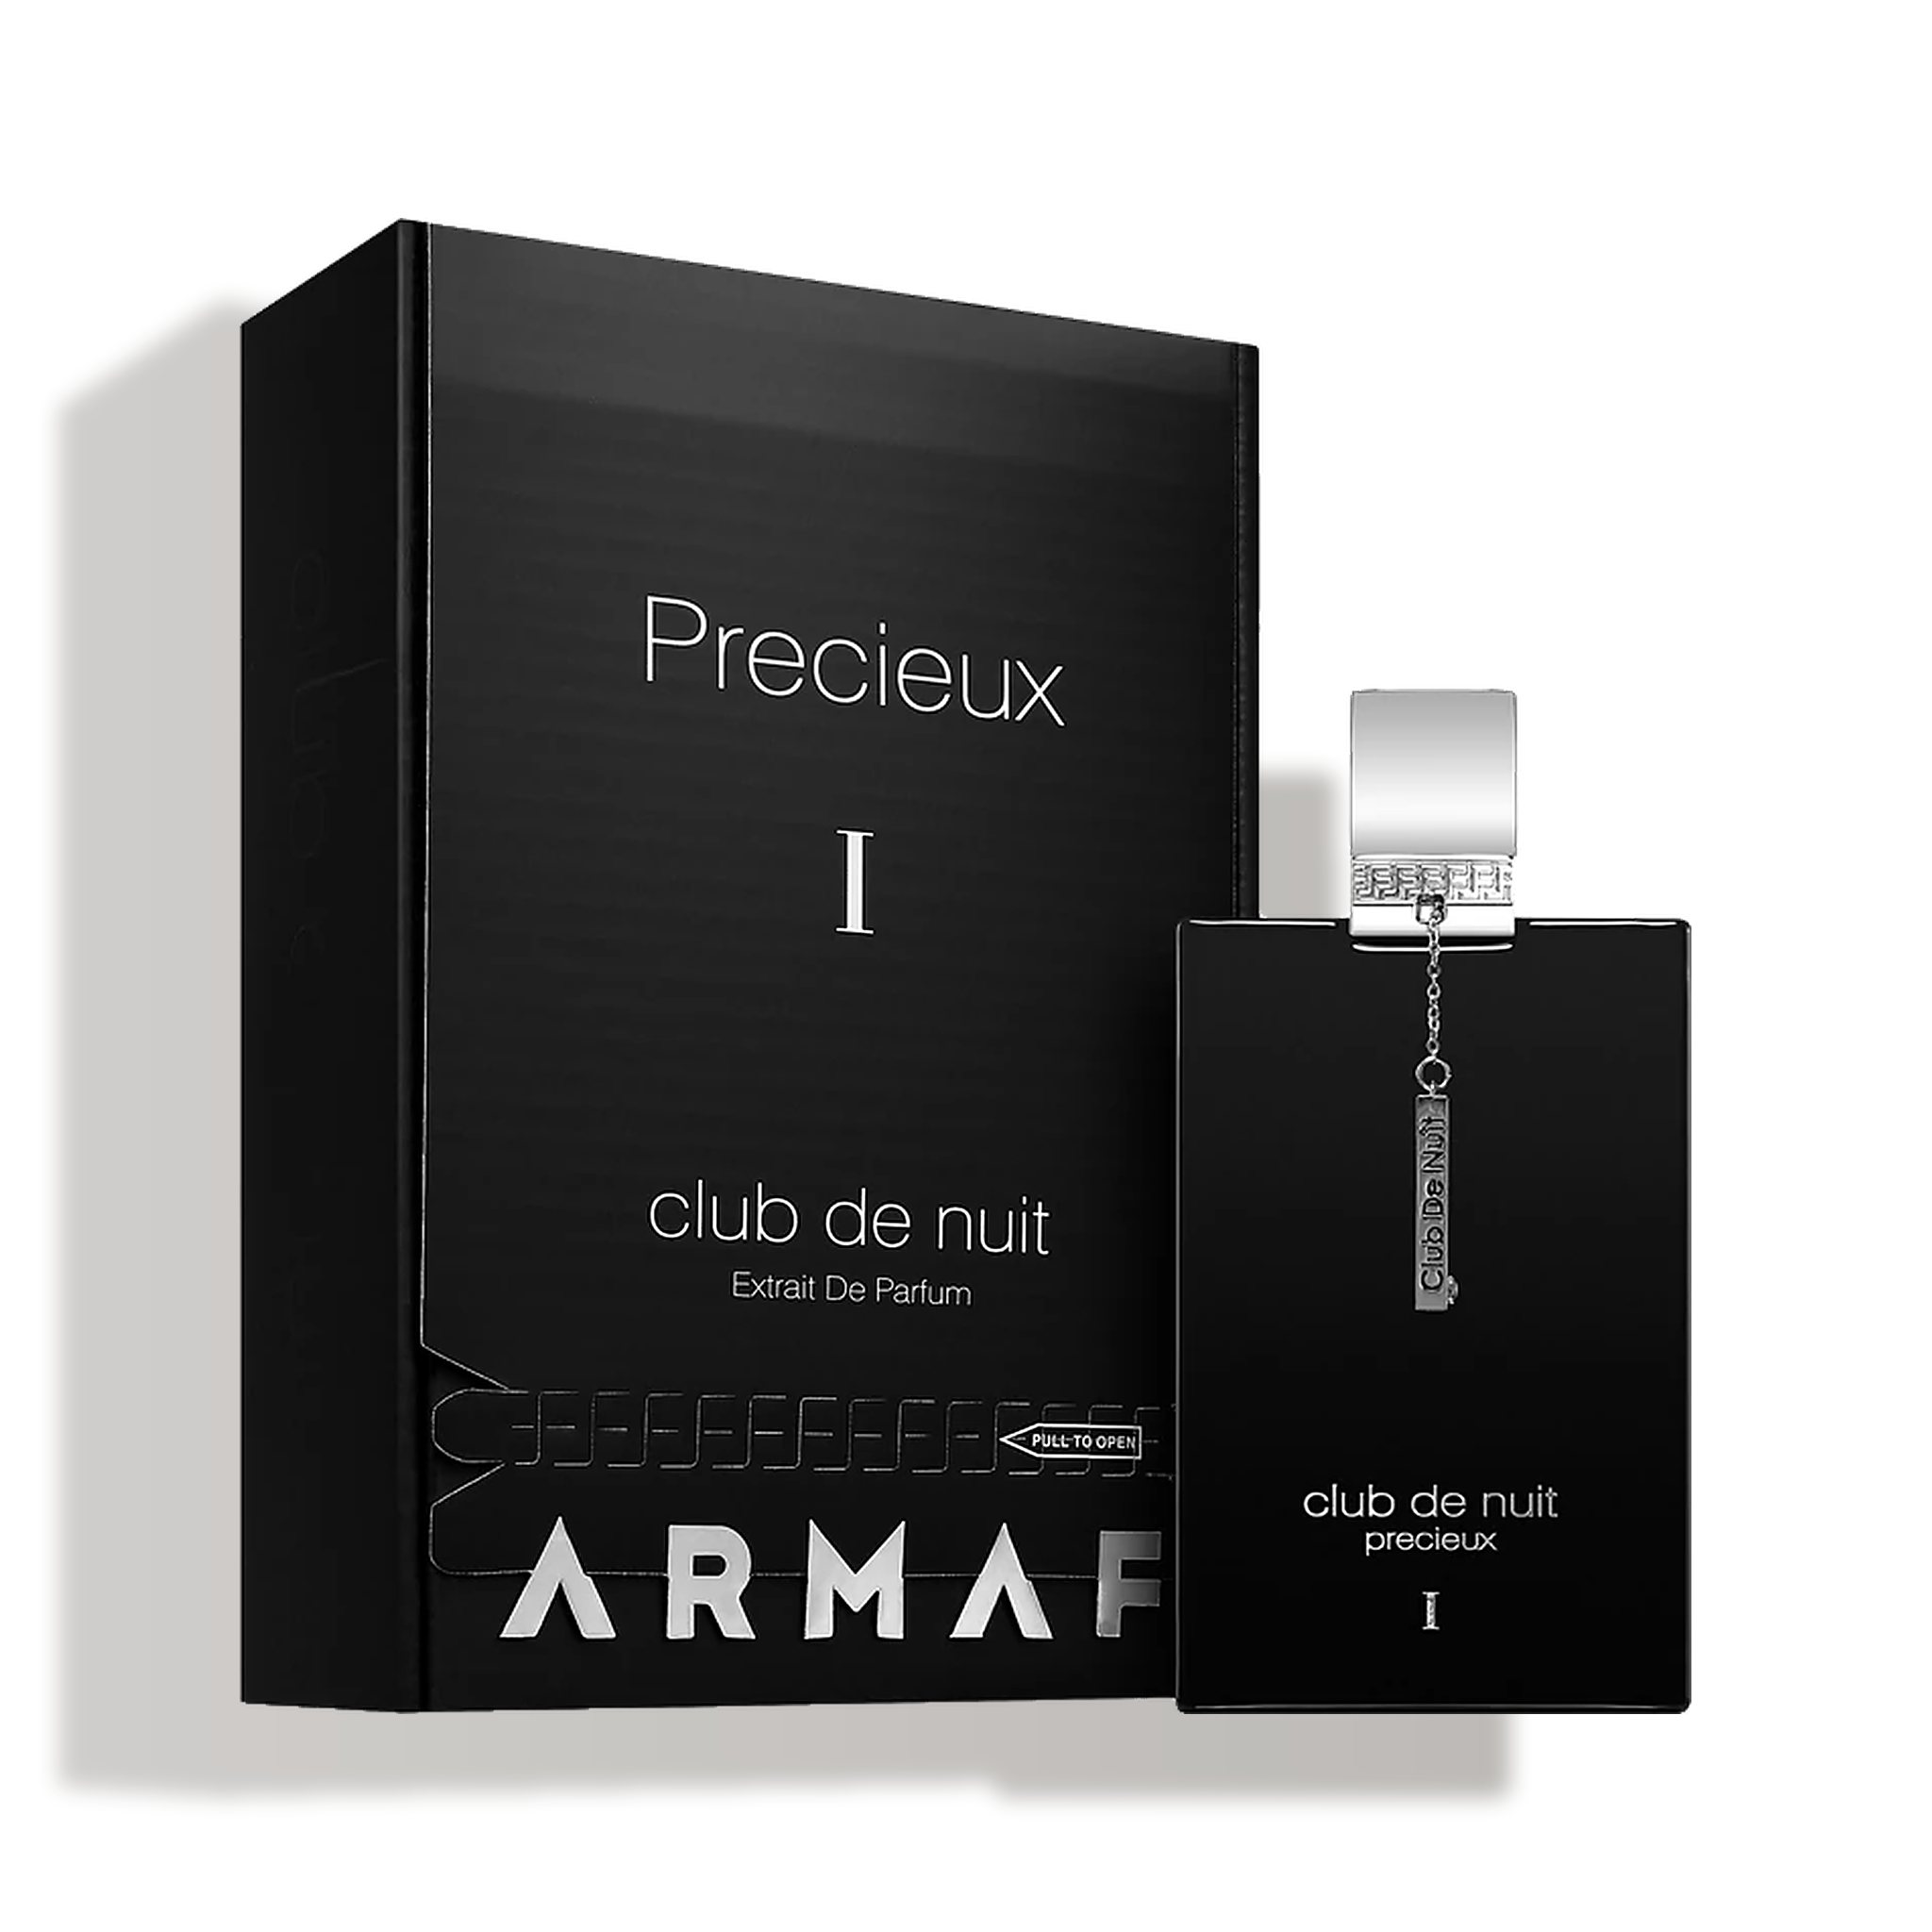 Precieux
I
club de nuit
Extrait De Parfum
PULL TO OPEN
ARMAF
Club De Nuit
club de nuit
precieux
I